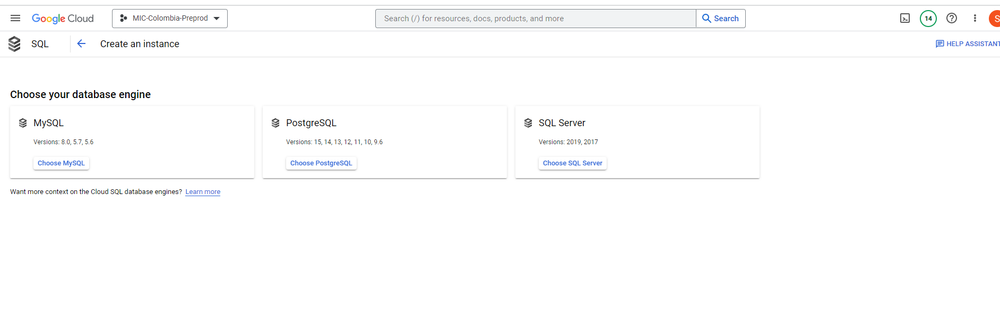 Google Cloud
MIC-Colombia-Preprod
Search (/) for resources, docs, products, and more
Search
14
S
SQL
Create an instance
HELP ASSISTANT
Choose your database engine
MySQL
Versions: 8.0, 5.7, 5.6
Choose MySQL
PostgreSQL
Versions: 15, 14, 13, 12, 11, 10, 9.6
Choose PostgreSQL
SQL Server
Versions: 2019, 2017
Choose SQL Server
Want more context on the Cloud SQL database engines? Learn more